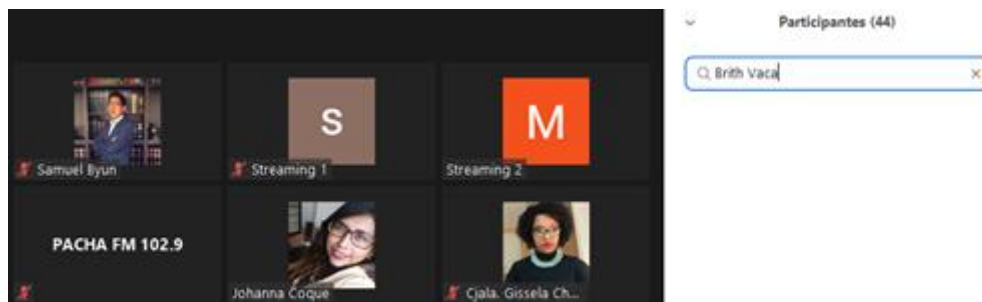 Participantes (44)
Brith Vaca
S
M
Samuel Byun
Streaming 1
Streaming 2
PACHA FM 102.9
Johanna Coque
Cjala. Gissela Ch...